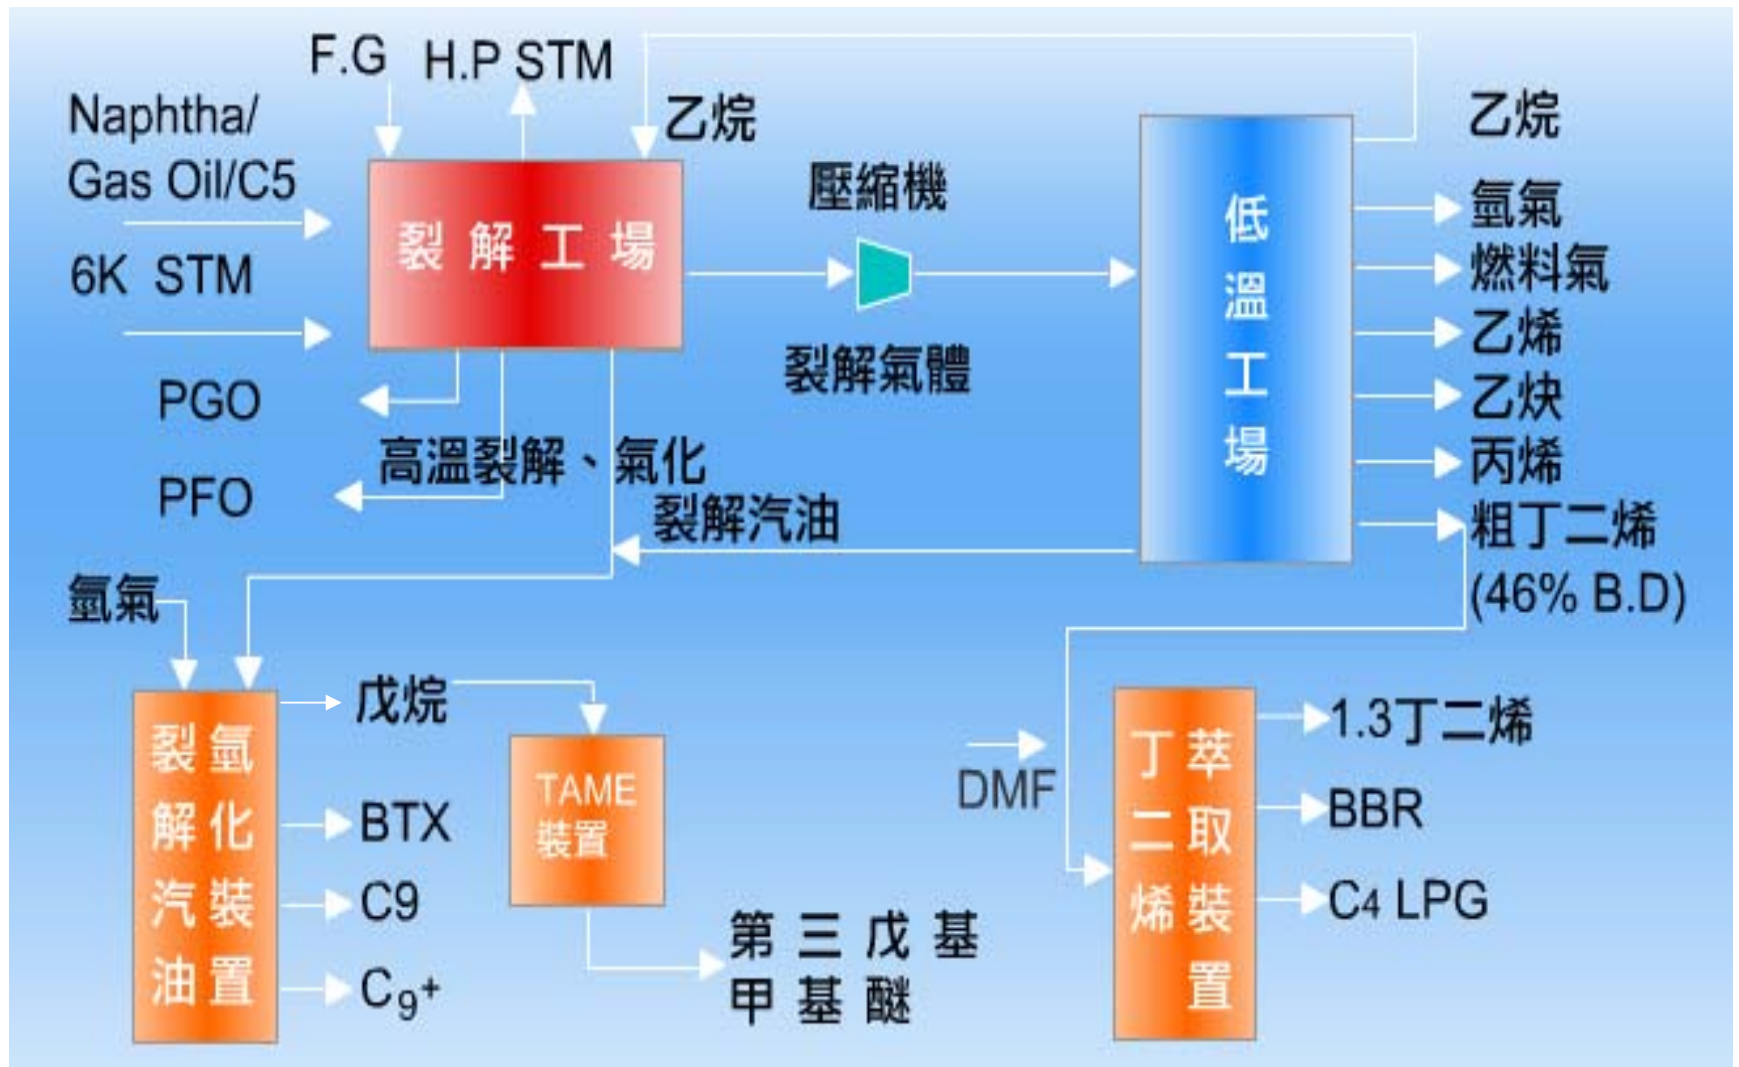 F.G
H.P STM
Naphtha/
Gas Oil/C5
6K STM
乙烷
裂解工場
壓縮機
裂解氣體
低溫工場
乙烷
氫氣
燃料氣
乙烯
乙炔
丙烯
粗丁二烯
(46% B.D)
PGO
PFO
高溫裂解、氣化
裂解汽油
氫氣
裂解汽油
氫化裝置
戊烷
BTX
C9
C9+
TAME
裝置
第三戊基
甲基醚
DMF
丁二烯
萃取裝置
1.3丁二烯
BBR
C4 LPG